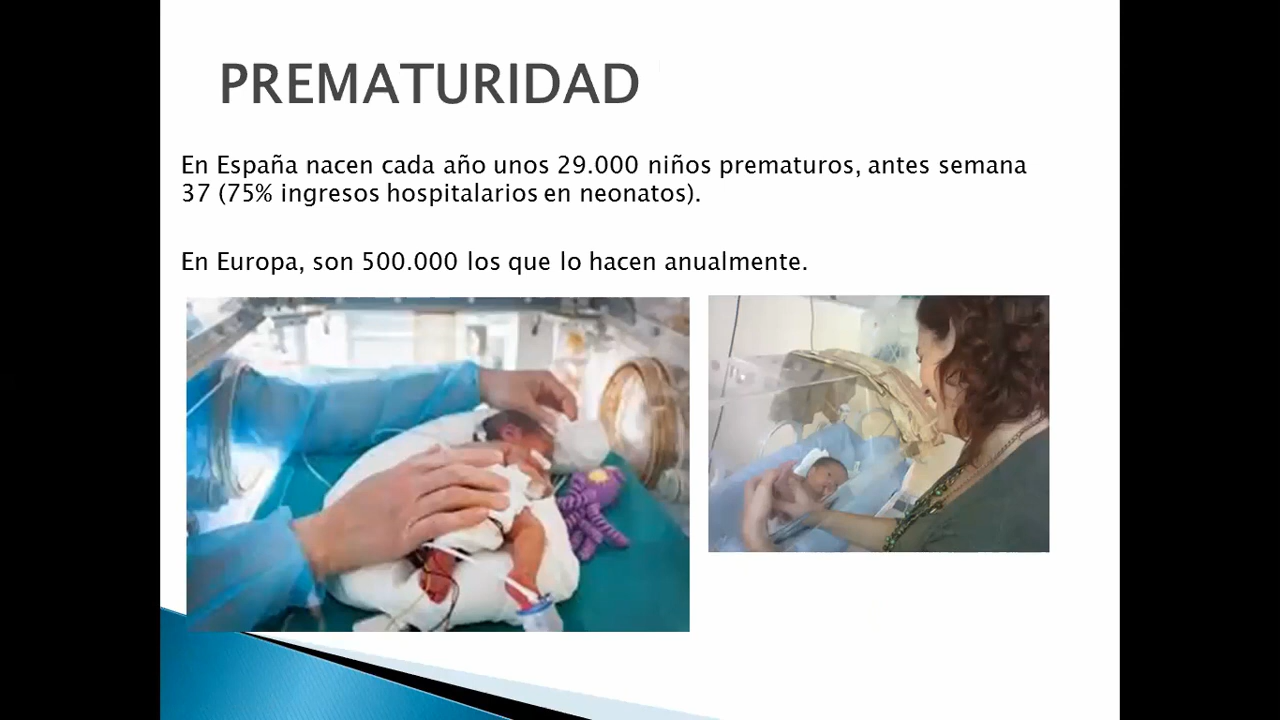 PREMATURIDAD
En España nacen cada año unos 29.000 niños prematuros, antes semana
37 (75% ingresos hospitalarios en neonatos).
En Europa, son 500.000 los que lo hacen anualmente.